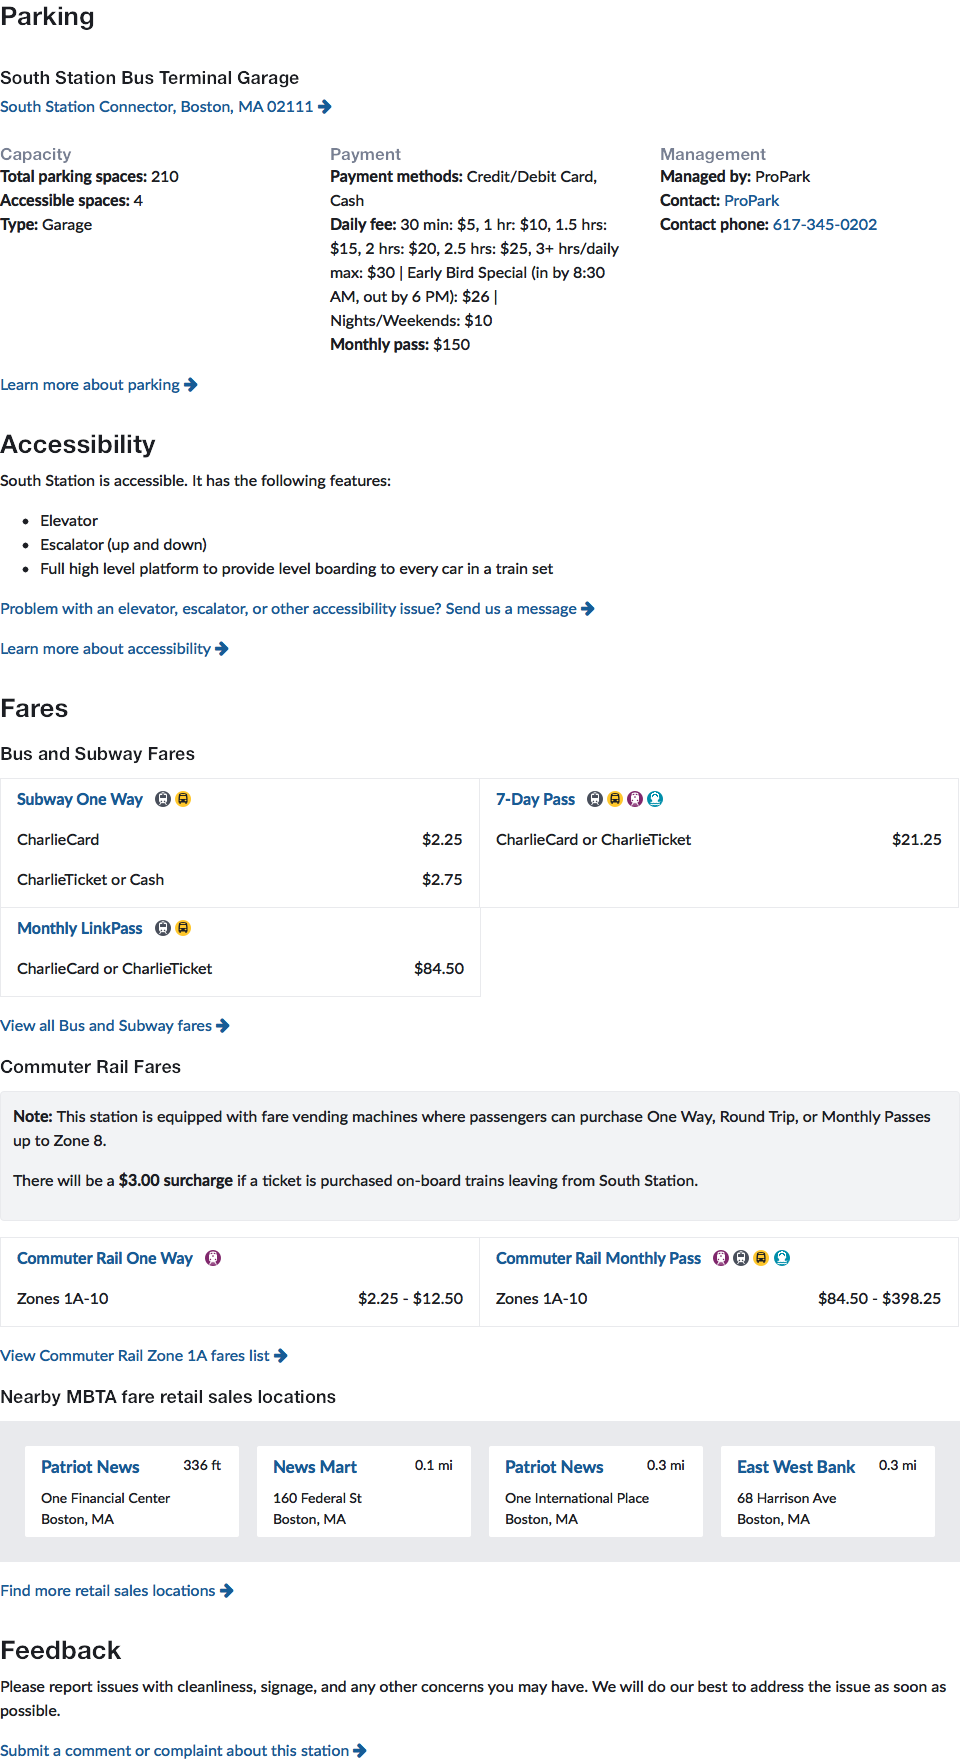 Parking
South Station Bus Terminal Garage
South Station Connector, Boston, MA 02111
Capacity
Total parking spaces: 210
Accessible spaces: 4
Type: Garage
Payment
Payment methods: Credit/Debit Card,
Cash
Daily fee: 30 min: $5, 1 hr: $10, 1.5 hrs:
$15, 2 hrs: $20, 2.5 hrs: $25, 3+ hrs/daily
max: $30 | Early Bird Special (in by 8:30
AM, out by 6 PM): $26 |
Nights/Weekends: $10
Monthly pass: $150
Management
Managed by: ProPark
Contact: ProPark
Contact phone: 617-345-0202
Learn more about parking
Accessibility
South Station is accessible. It has the following features:
• Elevator
• Escalator (up and down)
• Full high level platform to provide level boarding to every car in a train set
Problem with an elevator, escalator, or other accessibility issue? Send us a message
Learn more about accessibility
Fares
Bus and Subway Fares
Subway One Way
CharlieCard $2.25
CharlieTicket or Cash $2.75
7-Day Pass
CharlieCard or CharlieTicket $21.25
Monthly LinkPass
CharlieCard or CharlieTicket $84.50
View all Bus and Subway fares
Commuter Rail Fares
Note: This station is equipped with fare vending machines where passengers can purchase One Way, Round Trip, or Monthly Passes
up to Zone 8.
There will be a $3.00 surcharge if a ticket is purchased on-board trains leaving from South Station.
Commuter Rail One Way
Zones 1A-10 $2.25 - $12.50
Commuter Rail Monthly Pass
Zones 1A-10 $84.50 - $398.25
View Commuter Rail Zone 1A fares list
Nearby MBTA fare retail sales locations
Patriot News 336 ft
One Financial Center
Boston, MA
News Mart 0.1 mi
160 Federal St
Boston, MA
Patriot News 0.3 mi
One International Place
Boston, MA
East West Bank 0.3 mi
68 Harrison Ave
Boston, MA
Find more retail sales locations
Feedback
Please report issues with cleanliness, signage, and any other concerns you may have. We will do our best to address the issue as soon as
possible.
Submit a comment or complaint about this station